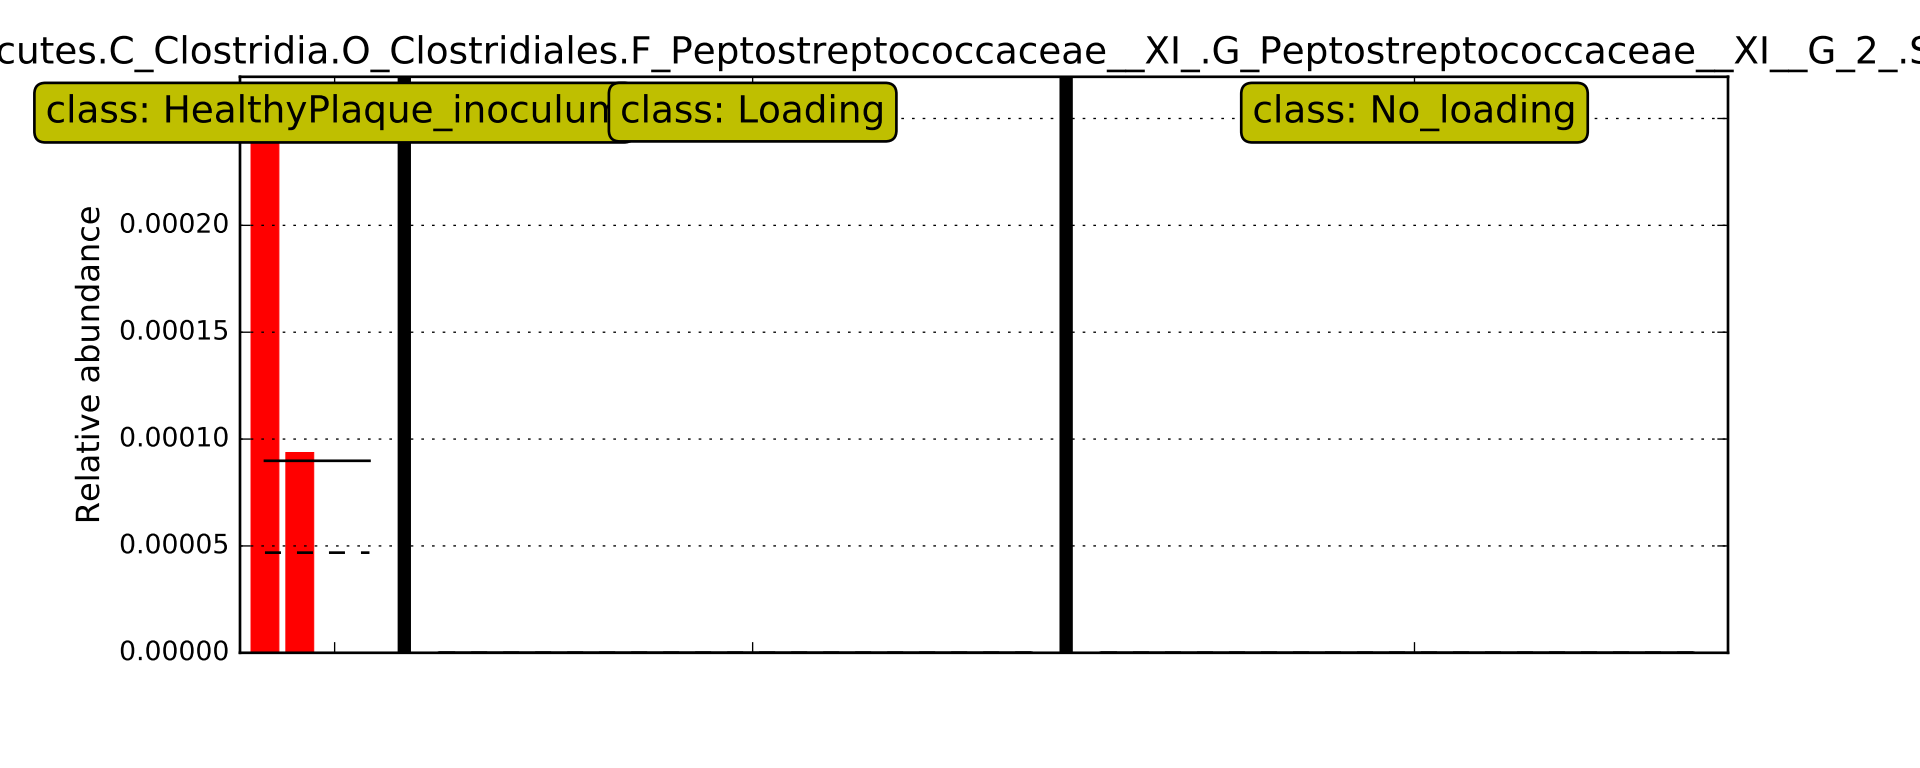 cutes.C_Clostridia.O_Clostridiales.F_Peptostreptococcaceae__XI_.G_Peptostreptococcaceae__XI__G_2_.S
class: HealthyPlaque_inoculum
class: Loading
class: No_loading
Relative abundance
0.00020
0.00015
0.00010
0.00005
0.00000